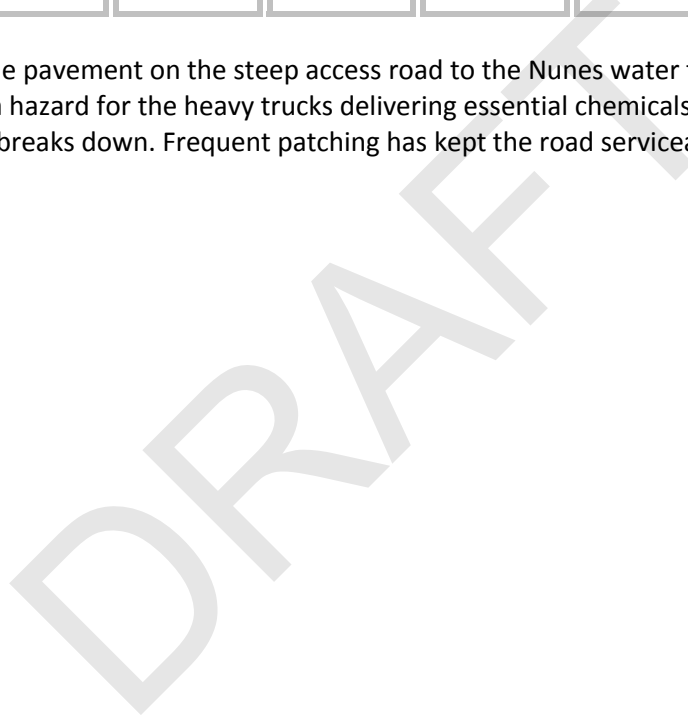 e pavement on the steep access road to the Nunes water
hazard for the heavy trucks delivering essential chemicals
breaks down. Frequent patching has kept the road
DRAFT